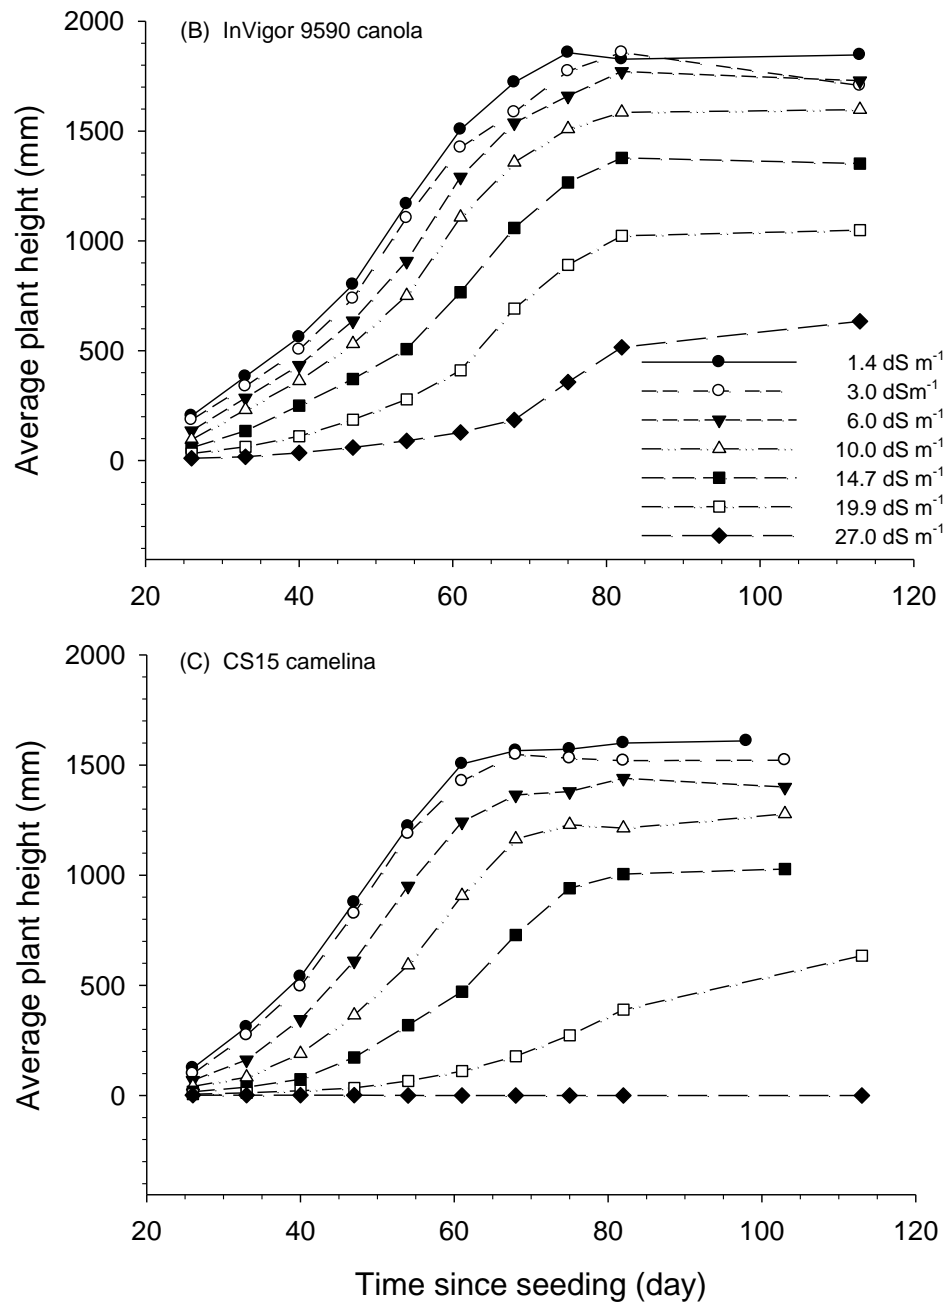 (B) InVigor 9590 canola
Average plant height (mm)
2000
1500
1000
500
0
1.4 dS m⁻¹
3.0 dSm⁻¹
6.0 dS m⁻¹
10.0 dS m⁻¹
14.7 dS m⁻¹
19.9 dS m⁻¹
27.0 dS m⁻¹
20 40 60 80 100 120
(C) CS15 camelina
Average plant height (mm)
2000
1500
1000
500
0
20 40 60 80 100 120
Time since seeding (day)